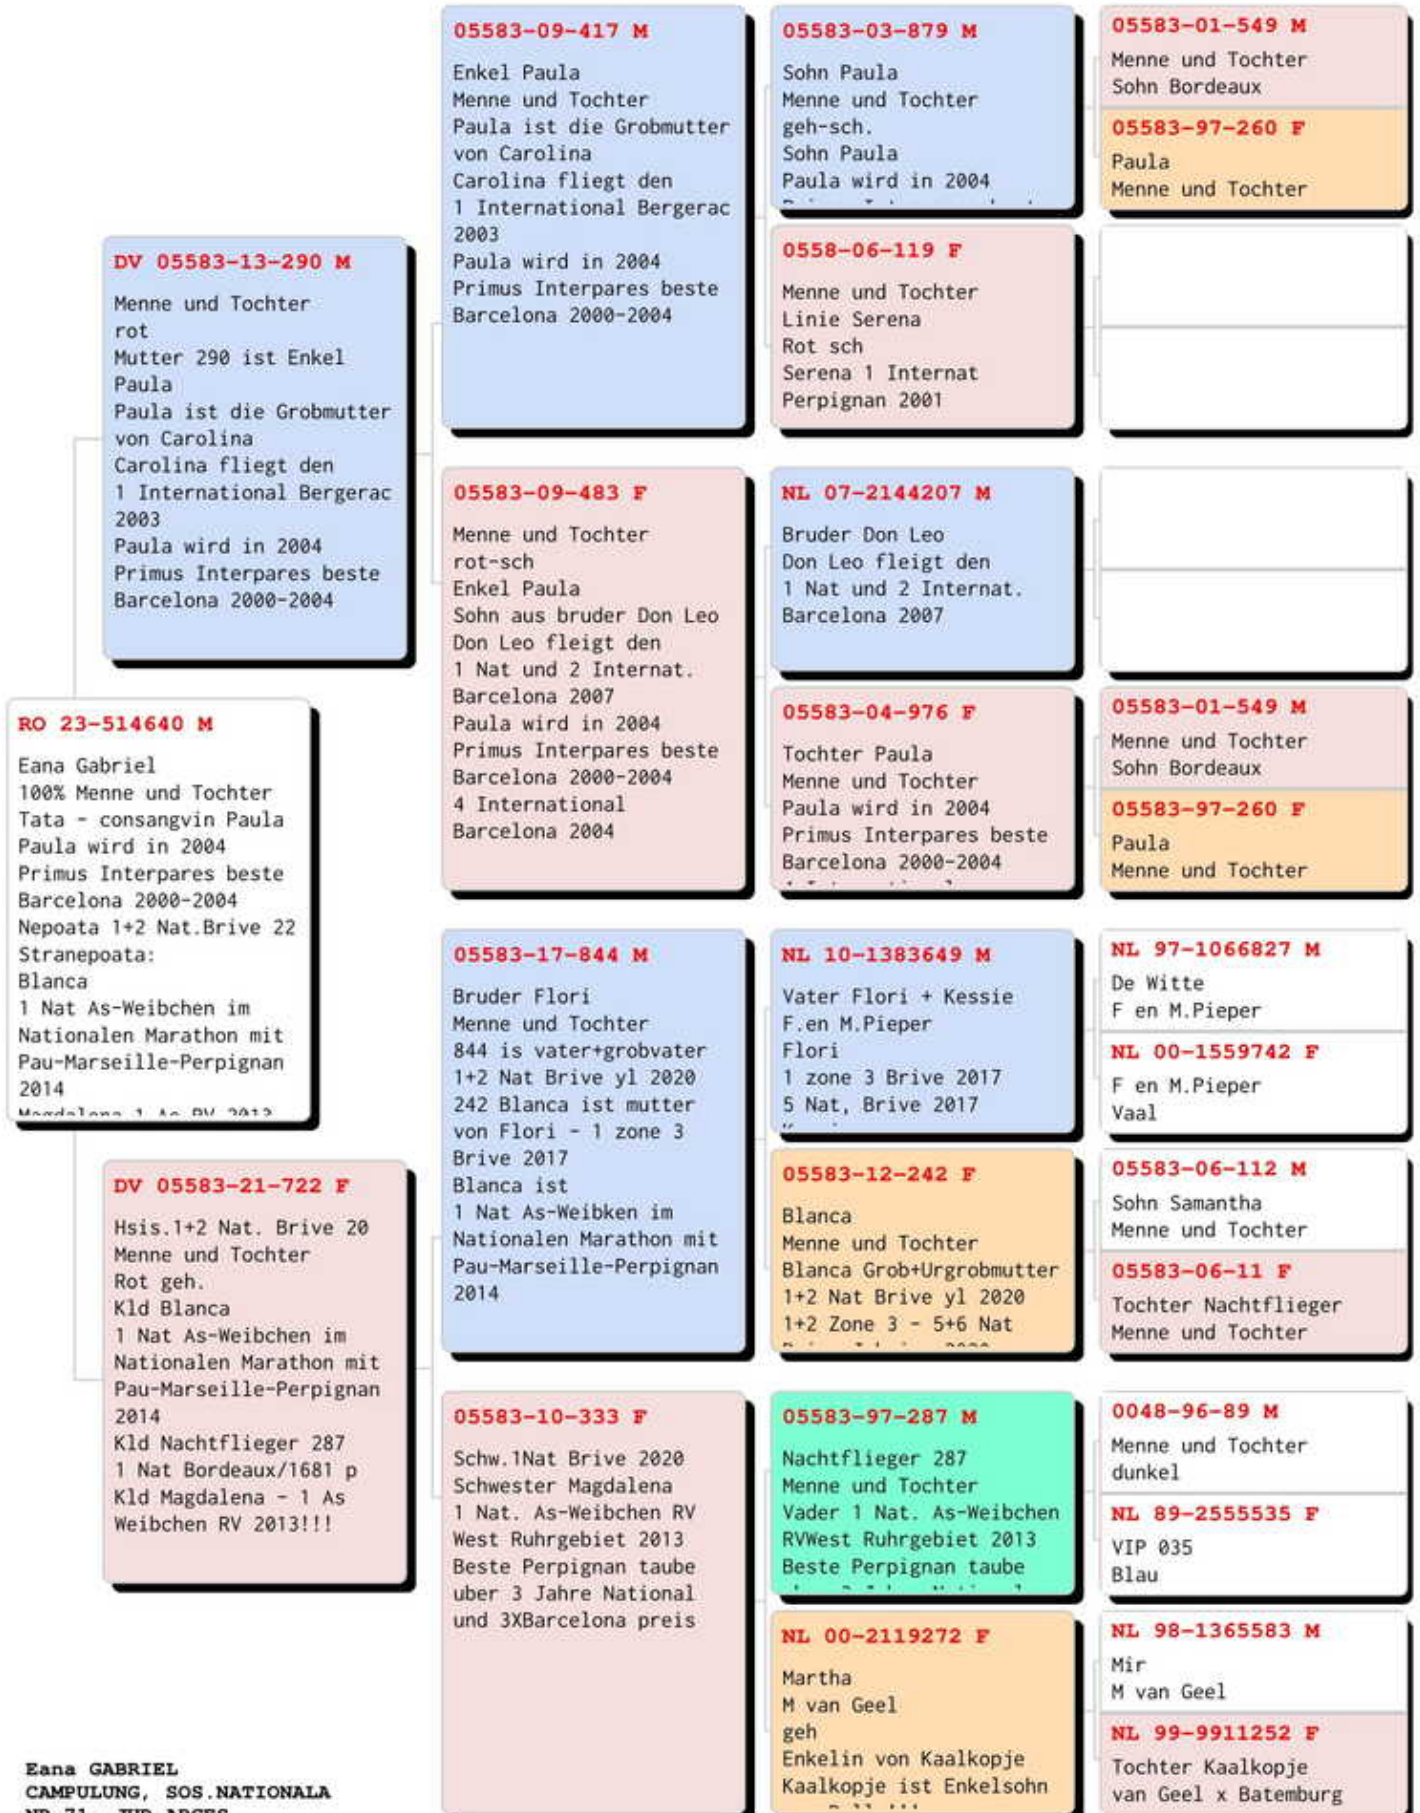 RO 23-514640 M
Eana Gabriel
100% Menne und Tochter
Tata - consangvin Paula
Paula wird in 2004
Primus Interpares beste
Barcelona 2000-2004
Nepoata 1+2 Nat.Brive 22
Stranepoata:
Blanca
1 Nat As-Weibchen im
Nationalen Marathon mit
Pau-Marseille-Perpignan
2014
Magdalena 1 As RV 2013
DV 05583-13-290 M
Menne und Tochter
rot
Mutter 290 ist Enkel
Paula
Paula ist die Grobmutter
von Carolina
Carolina fliegt den
1 International Bergerac
2003
Paula wird in 2004
Primus Interpares beste
Barcelona 2000-2004
DV 05583-21-722 F
Hsis.1+2 Nat. Brive 20
Menne und Tochter
Rot geh.
Kld Blanca
1 Nat As-Weibchen im
Nationalen Marathon mit
Pau-Marseille-Perpignan
2014
Kld Nachtflieger 287
1 Nat Bordeaux/1681 p
Kld Magdalena - 1 As
Weibchen RV 2013!!!
05583-09-417 M
Enkel Paula
Menne und Tochter
Paula ist die Grobmutter
von Carolina
Carolina fliegt den
1 International Bergerac
2003
Paula wird in 2004
Primus Interpares beste
Barcelona 2000-2004
05583-09-483 F
Menne und Tochter
rot-sch
Enkel Paula
Sohn aus bruder Don Leo
Don Leo fleigt den
1 Nat und 2 Internat.
Barcelona 2007
Paula wird in 2004
Primus Interpares beste
Barcelona 2000-2004
4 International
Barcelona 2004
05583-17-844 M
Bruder Flori
Menne und Tochter
844 is vater+grobvater
1+2 Nat Brive yl 2020
242 Blanca ist mutter
von Flori - 1 zone 3
Brive 2017
Blanca ist
1 Nat As-Weibken im
Nationalen Marathon mit
Pau-Marseille-Perpignan
2014
05583-10-333 F
Schw.1Nat Brive 2020
Schwester Magdalena
1 Nat. As-Weibchen RV
West Ruhrgebiet 2013
Beste Perpignan taube
uber 3 Jahre National
und 3XBarcelona preis
05583-03-879 M
Sohn Paula
Menne und Tochter
geh-sch.
Sohn Paula
Paula wird in 2004
0558-06-119 F
Menne und Tochter
Linie Serena
Rot sch
Serena 1 Internat
Perpignan 2001
NL 07-2144207 M
Bruder Don Leo
Don Leo fleigt den
1 Nat und 2 Internat.
Barcelona 2007
05583-04-976 F
Tochter Paula
Menne und Tochter
Paula wird in 2004
Primus Interpares beste
Barcelona 2000-2004
NL 10-1383649 M
Vater Flori + Kessie
F.en M.Pieper
Flori
1 zone 3 Brive 2017
5 Nat, Brive 2017
05583-12-242 F
Blanca
Menne und Tochter
Blanca Grob+Urgrobmutter
1+2 Nat Brive yl 2020
1+2 Zone 3 - 5+6 Nat
05583-97-287 M
Nachtflieger 287
Menne und Tochter
Vader 1 Nat. As-Weibchen
RVWest Ruhrgebiet 2013
Beste Perpignan taube
NL 00-2119272 F
Martha
M van Geel
geh
Enkelin von Kaalkopje
Kaalkopje ist Enkelsohn
05583-01-549 M
Menne und Tochter
Sohn Bordeaux
05583-97-260 F
Paula
Menne und Tochter
05583-01-549 M
Menne und Tochter
Sohn Bordeaux
05583-97-260 F
Paula
Menne und Tochter
NL 97-1066827 M
De Witte
F en M.Pieper
NL 00-1559742 F
F en M.Pieper
Vaal
05583-06-112 M
Sohn Samantha
Menne und Tochter
05583-06-11 F
Tochter Nachtflieger
Menne und Tochter
0048-96-89 M
Menne und Tochter
dunkel
NL 89-2555535 F
VIP 035
Blau
NL 98-1365583 M
Mir
M van Geel
NL 99-9911252 F
Tochter Kaalkopje
van Geel x Batemburg
Eana GABRIEL
CAMPULUNG, SOS.NATIONALA